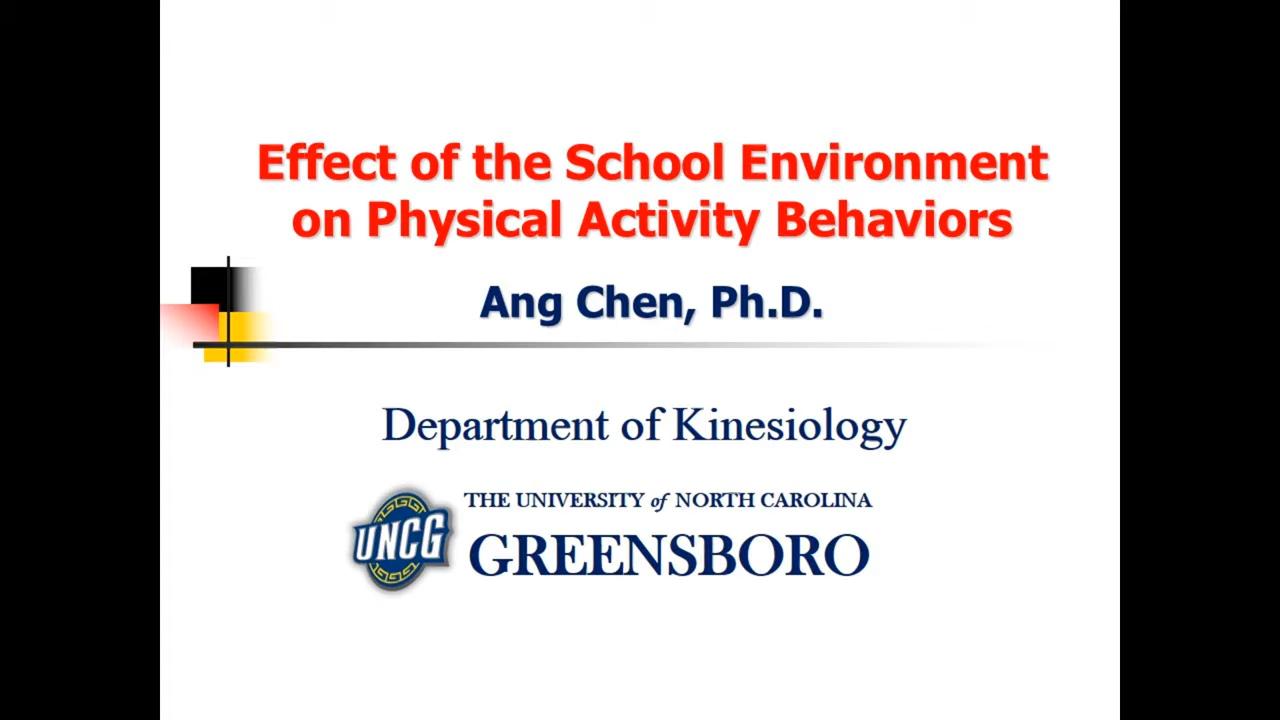 Effect of the School Environment
on Physical Activity Behaviors
Ang Chen, Ph.D.
Department of Kinesiology
UNCG
THE UNIVERSITY of NORTH CAROLINA
GREENSBORO